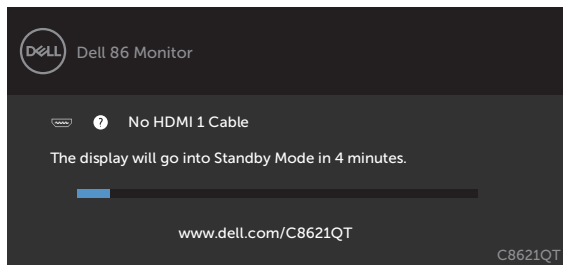 DELL
Dell 86 Monitor
? No HDMI 1 Cable
The display will go into Standby Mode in 4 minutes.
www.dell.com/C8621QT
C8621QT